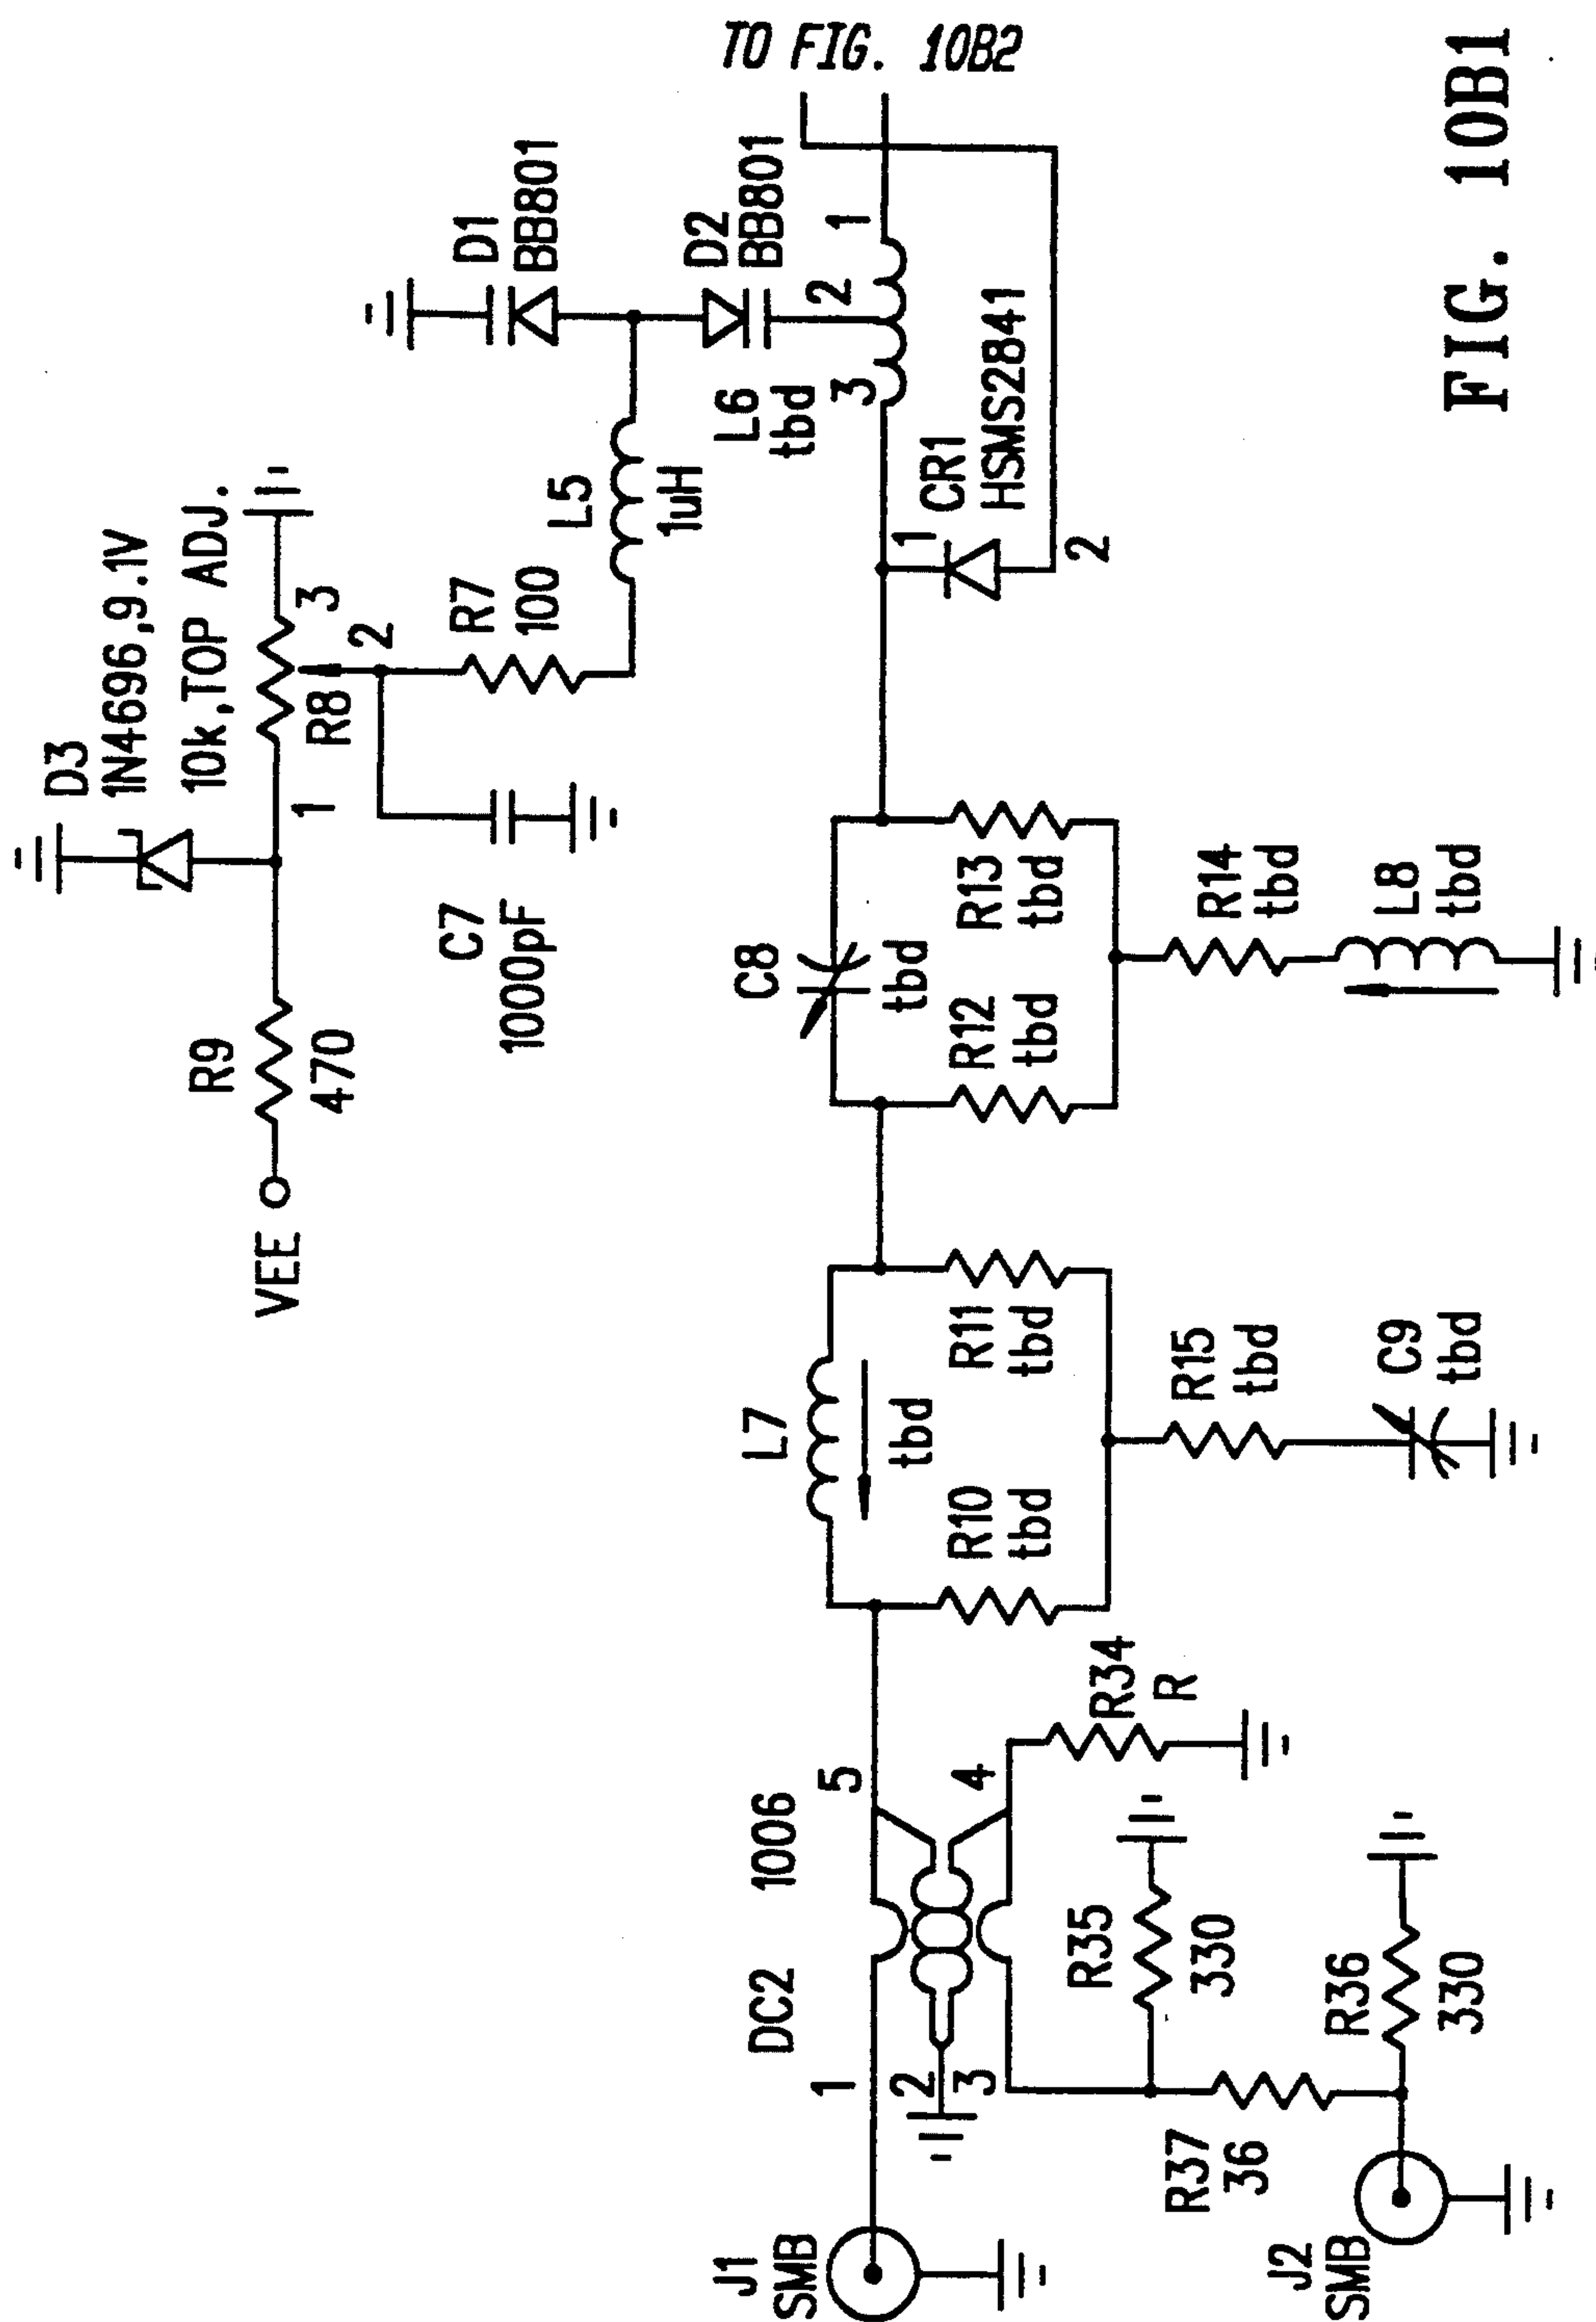 TO FIG. 10B2
D3
1N4696,9.1V
10k,TOP ADJ.
R9
470
VEE
1
R8
3
2
C7
1000pF
R7
100
L5
1uH
D1
BB801
D2
BB801
L6
tbd
3
2
1
CR1
HSMS2841
1
2
J1
SMB
1
2
3
DC2
1006
5
4
R34
R
R35
330
R37
36
R36
330
J2
SMB
L7
tbd
R10
tbd
R11
tbd
R15
tbd
C9
tbd
C8
tbd
R12
tbd
R13
tbd
R14
tbd
L8
tbd
FIG. 10B1